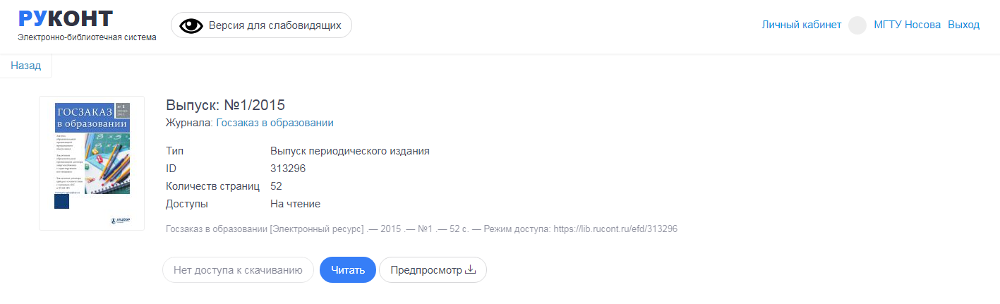 РУКОНТ
Электронно-библиотечная система
Версия для слабовидящих
Личный кабинет
МГТУ Носова
Выход
Назад
ГОСЗАКАЗ
в образовании
№ 1
Выпуск: №1/2015
Журнала: Госзаказ в образовании
Тип Выпуск периодического издания
ID 313296
Количеств страниц 52
Доступы На чтение
Госзаказ в образовании [Электронный ресурс] .— 2015 .— №1 .— 52 с. — Режим доступа: https://lib.rucont.ru/efd/313296
Нет доступа к скачиванию
Читать
Предпросмотр